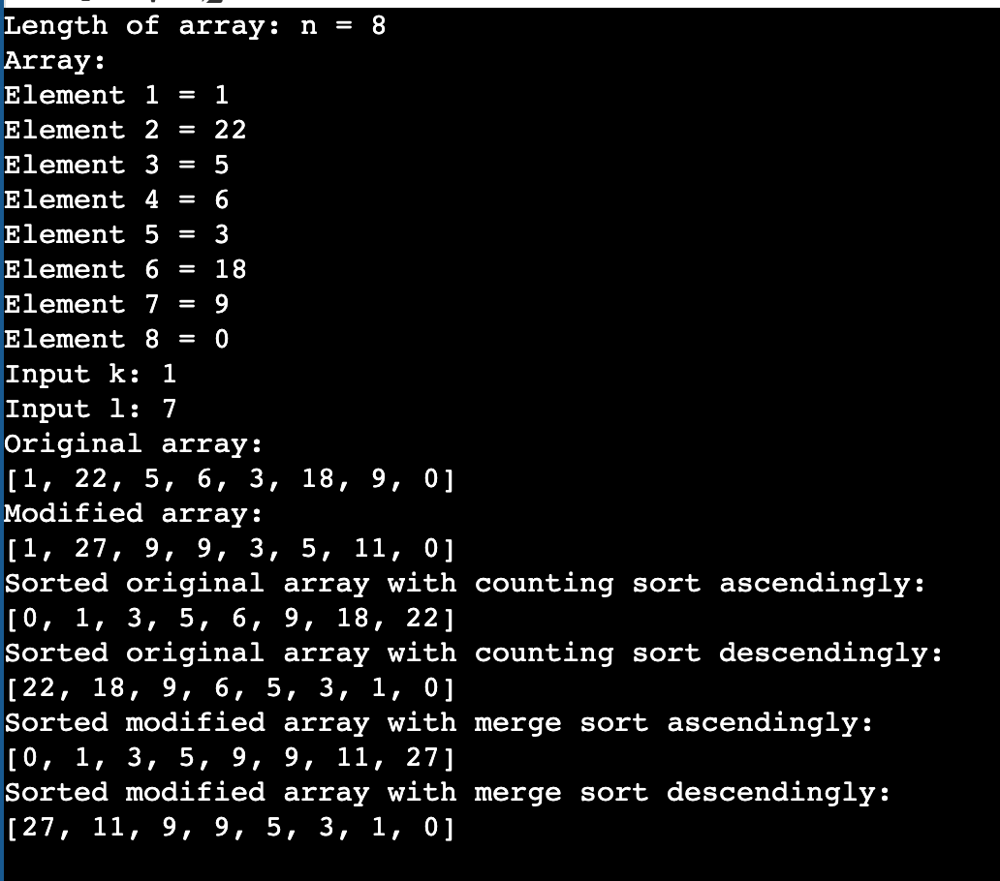 Length of array: n = 8
Array:
Element 1 = 1
Element 2 = 22
Element 3 = 5
Element 4 = 6
Element 5 = 3
Element 6 = 18
Element 7 = 9
Element 8 = 0
Input k: 1
Input l: 7
Original array:
[1, 22, 5, 6, 3, 18, 9, 0]
Modified array:
[1, 27, 9, 9, 3, 5, 11, 0]
Sorted original array with counting sort ascendingly:
[0, 1, 3, 5, 6, 9, 18, 22]
Sorted original array with counting sort descendingly:
[22, 18, 9, 6, 5, 3, 1, 0]
Sorted modified array with merge sort ascendingly:
[0, 1, 3, 5, 9, 9, 11, 27]
Sorted modified array with merge sort descendingly:
[27, 11, 9, 9, 5, 3, 1, 0]